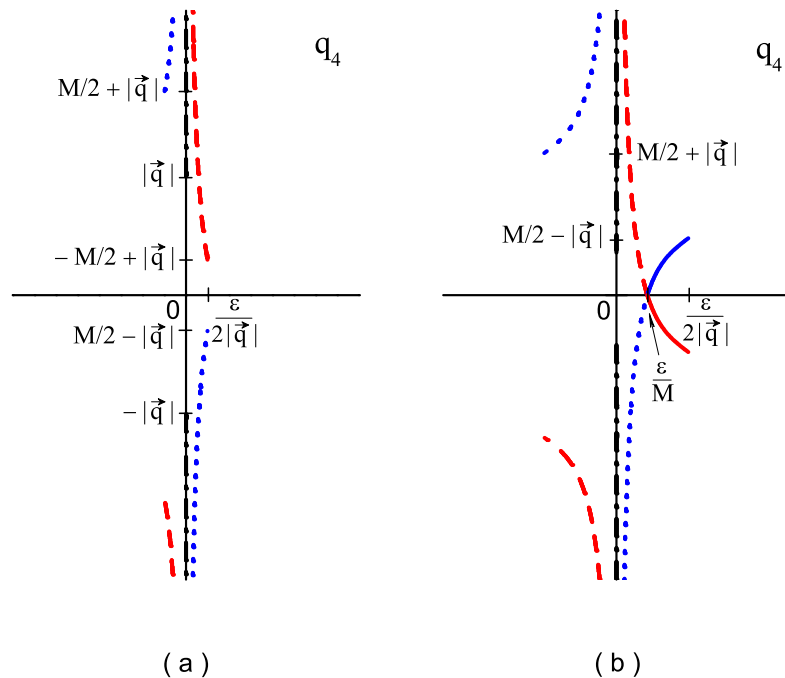 q₄
M/2 + |q⃗|
|q⃗|
− M/2 + |q⃗|
0
ε
2|q⃗|
M/2 − |q⃗|
− |q⃗|
( a )
q₄
M/2 + |q⃗|
M/2 − |q⃗|
0
ε
2|q⃗|
ε
M
( b )